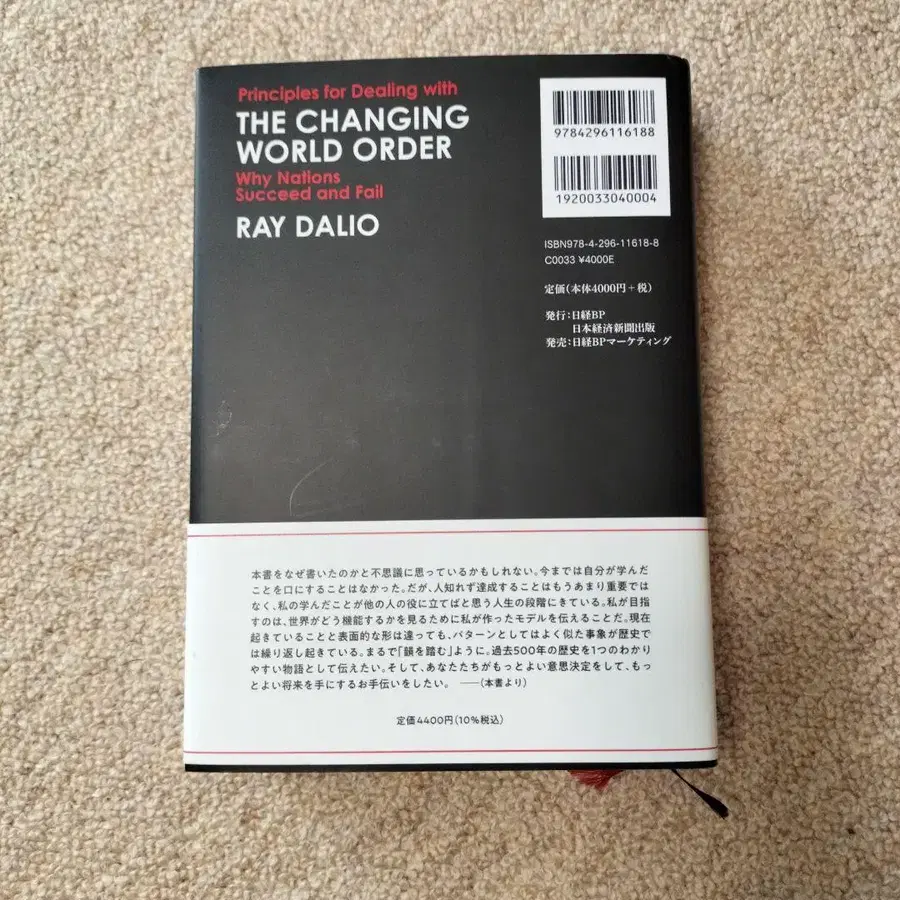 Principles for Dealing with
THE CHANGING
WORLD ORDER
Why Nations
Succeed and Fail
RAY DALIO
9784296116188
1920033040004
ISBN978-4-296-11618-8
C0033 ¥4000E
定価(本体4000円+税)
発行:日経BP
日本経済新聞出版
発売:日経BPマーケティング
本書をなぜ書いたのかと不思議に思っているかもしれない。今までは自分が学んだ
ことを口にすることはなかった。だが、人知れず達成することはもうあまり重要では
なく、私の学んだことが他の人の役に立てばと思う人生の段階にきている。私が目指
すのは、世界がどう機能するかを見るために私が作ったモデルを伝えることだ。現在
起きていることと表面的な形は違っても、パターンとしてはよく似た事象が歴史で
は繰り返し起きている。まるで「韻を踏む」ように。過去500年の歴史を1つのわかり
やすい物語として伝えたい。そして、あなたたちがもっとよい意思決定をして、もっ
とよい将来を手にするお手伝いをしたい。 ──(本書より)
定価4400円(10%税込)